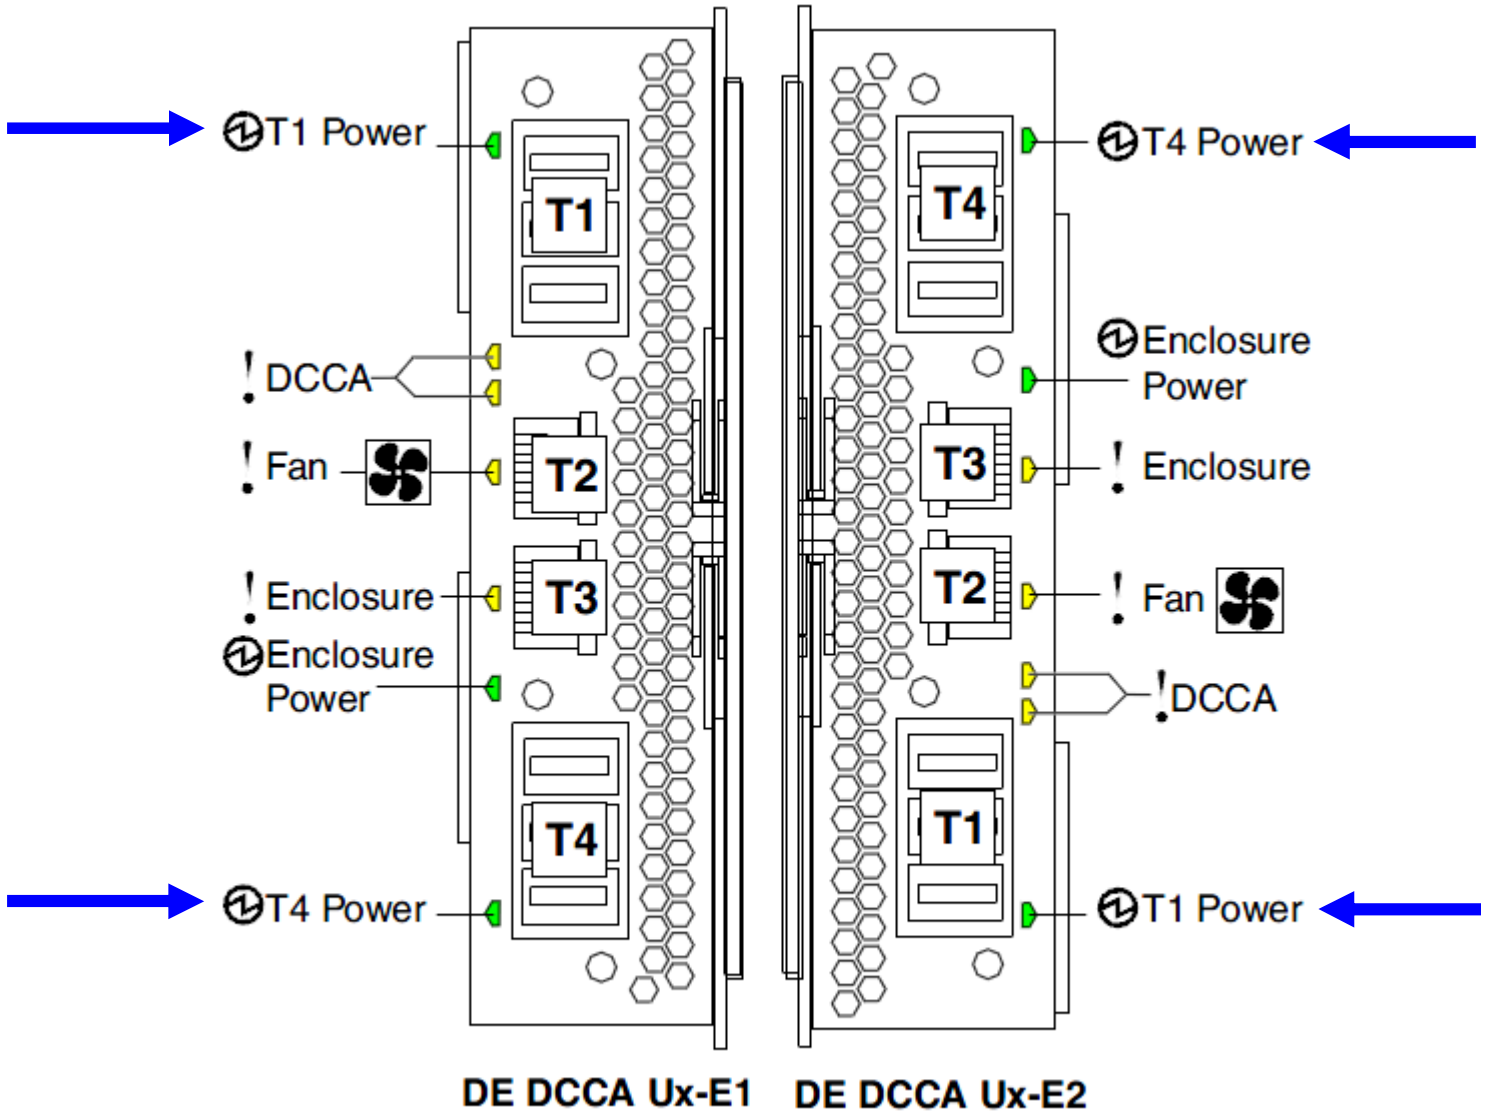 T1 Power
T1
! DCCA
! Fan
T2
! Enclosure
T3
Enclosure
Power
T4
T4 Power
T4 Power
T4
Enclosure
Power
T3
! Enclosure
T2
! Fan
! DCCA
T1
T1 Power
DE DCCA Ux-E1
DE DCCA Ux-E2